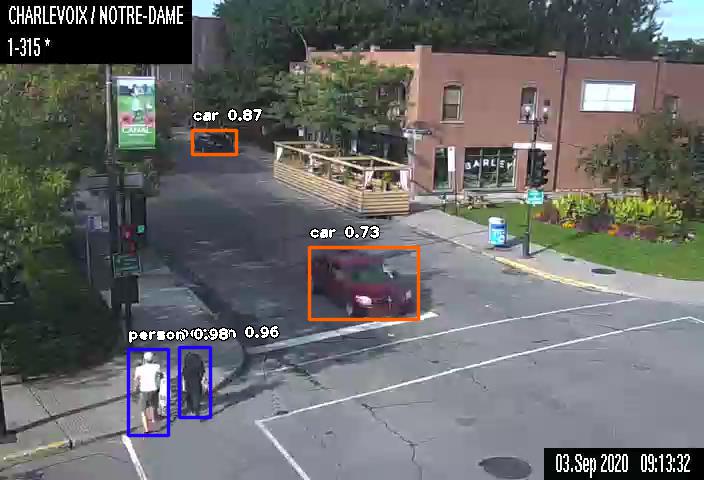 CHARLEVOIX / NOTRE-DAME
1-315 *
car 0.87
CANAL
BARLEY
car 0.73
person 0.98
0.96
03.Sep 2020 09:13:32